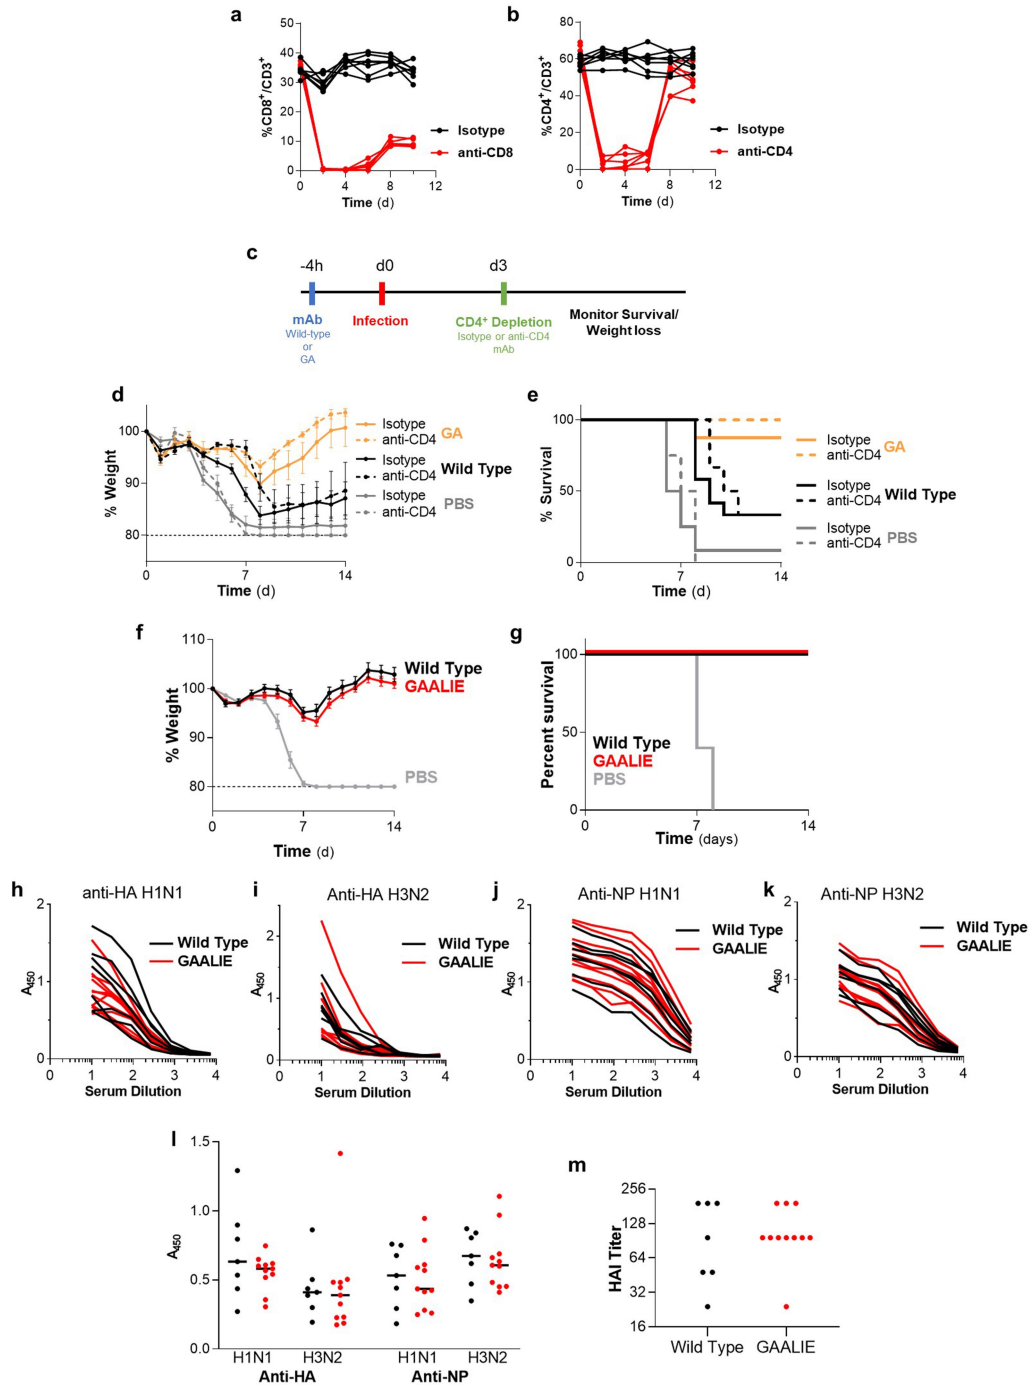 a
50
40
30
20
10
0
%CD8+/CD3+
0 4 8 12
Time (d)
Isotype
anti-CD8
b
80
60
40
20
0
%CD4+/CD3+
0 4 8 12
Time (d)
Isotype
anti-CD4
c
-4h d0 d3
mAb
Wild-type
or
GA
Infection
CD4+ Depletion
Isotype or anti-CD4
mAb
Monitor Survival/
Weight loss
d
100
90
80
% Weight
0 7 14
Time (d)
Isotype
anti-CD4
GA
Isotype
anti-CD4
Wild Type
Isotype
anti-CD4
PBS
e
100
50
0
% Survival
0 7 14
Time (d)
Isotype
anti-CD4
GA
Isotype
anti-CD4
Wild Type
Isotype
anti-CD4
PBS
f
110
100
90
80
% Weight
0 7 14
Time (d)
Wild Type
GAALIE
PBS
g
100
50
0
Percent survival
0 7 14
Time (days)
Wild Type
GAALIE
PBS
h
anti-HA H1N1
2
1
0
A450
0 1 2 3 4
Serum Dilution
Wild Type
GAALIE
i
Anti-HA H3N2
2
1
0
A450
0 1 2 3 4
Serum Dilution
Wild Type
GAALIE
j
Anti-NP H1N1
2
1
0
A450
0 1 2 3 4
Serum Dilution
Wild Type
GAALIE
k
Anti-NP H3N2
2
1
0
A450
0 1 2 3 4
Serum Dilution
Wild Type
GAALIE
l
1.5
1.0
0.5
0.0
A450
H1N1 H3N2 H1N1 H3N2
Anti-HA Anti-NP
m
256
128
64
32
16
HAI Titer
Wild Type GAALIE